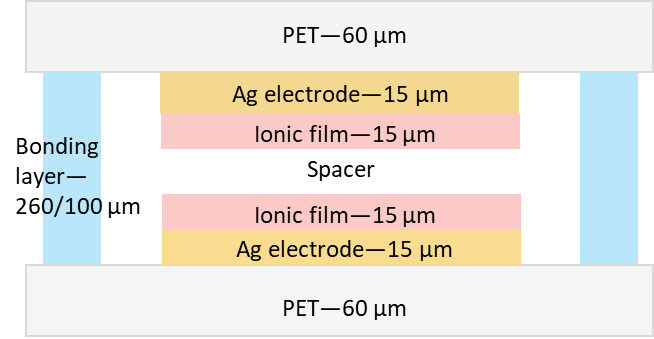 PET—60 μm
Ag electrode—15 μm
Ionic film—15 μm
Bonding
layer—
260/100 μm
Spacer
Ionic film—15 μm
Ag electrode—15 μm
PET—60 μm